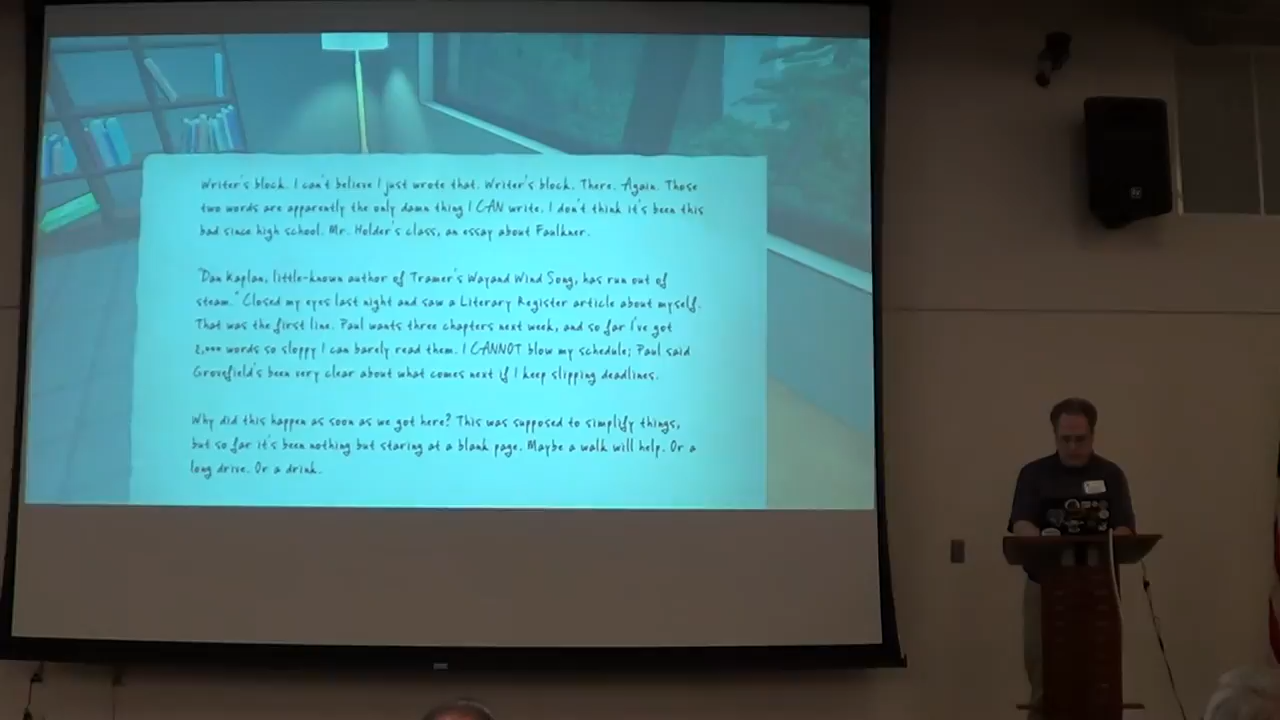 Writer's block. I can't believe I just wrote that. Writer's block. There. Again. Those
two words are apparently the only damn thing I CAN write. I don't think it's been this
bad since high school. Mr. Holder's class, an essay about Faulkner.
"Dan Kaplan, little-known author of Tramer's Way and Wind Song, has run out of
steam." Closed my eyes last night and saw a Literary Register article about myself.
That was the first line. Paul wants three chapters next week, and so far I've got
2,000 words so sloppy I can barely read them. I CANNOT blow my schedule; Paul said
Grovefield's been very clear about what comes next if I keep slipping deadlines.
Why did this happen as soon as we got here? This was supposed to simplify things,
but so far it's been nothing but staring at a blank page. Maybe a walk will help. Or a
long drive. Or a drink.